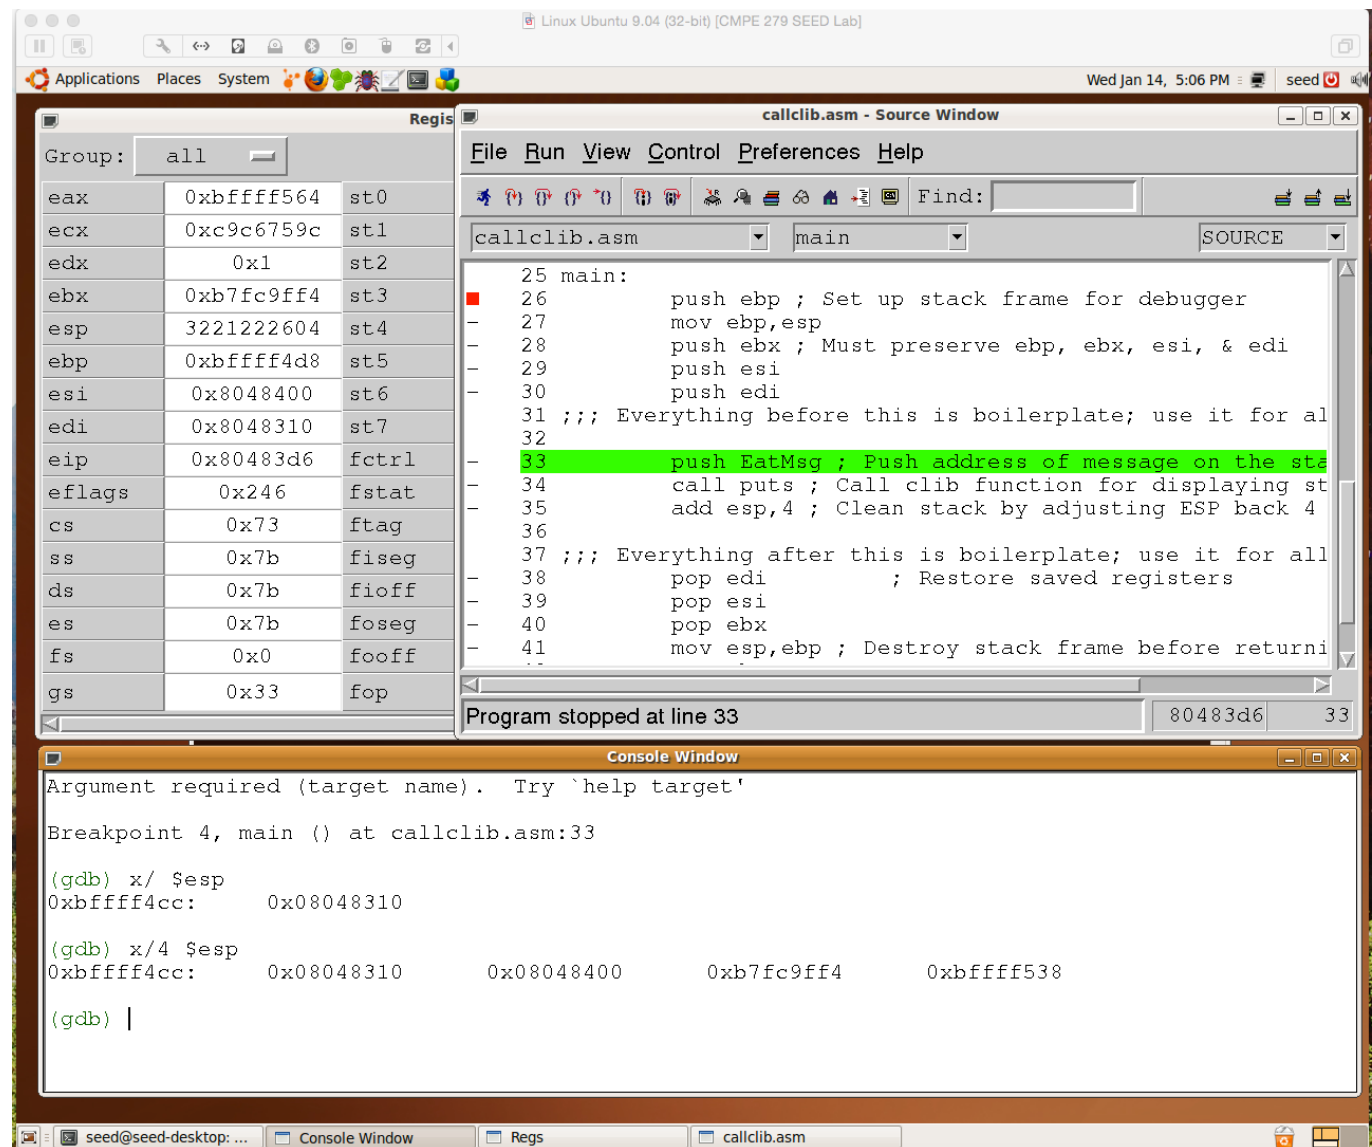 Linux Ubuntu 9.04 (32-bit) [CMPE 279 SEED Lab]
Applications Places System Wed Jan 14, 5:06 PM seed
Regis
Group: all
eax 0xbffff564 st0
ecx 0xc9c6759c st1
edx 0x1 st2
ebx 0xb7fc9ff4 st3
esp 3221222604 st4
ebp 0xbffff4d8 st5
esi 0x8048400 st6
edi 0x8048310 st7
eip 0x80483d6 fctrl
eflags 0x246 fstat
cs 0x73 ftag
ss 0x7b fiseg
ds 0x7b fioff
es 0x7b foseg
fs 0x0 fooff
gs 0x33 fop
callclib.asm - Source Window
File Run View Control Preferences Help
Find:
callclib.asm main SOURCE
25 main:
26 push ebp ; Set up stack frame for debugger
27 mov ebp,esp
28 push ebx ; Must preserve ebp, ebx, esi, & edi
29 push esi
30 push edi
31 ;;; Everything before this is boilerplate; use it for al
32
33 push EatMsg ; Push address of message on the sta
34 call puts ; Call clib function for displaying st
35 add esp,4 ; Clean stack by adjusting ESP back 4
36
37 ;;; Everything after this is boilerplate; use it for all
38 pop edi ; Restore saved registers
39 pop esi
40 pop ebx
41 mov esp,ebp ; Destroy stack frame before returni
Program stopped at line 33 80483d6 33
Console Window
Argument required (target name). Try `help target'
Breakpoint 4, main () at callclib.asm:33
(gdb) x/ $esp
0xbffff4cc: 0x08048310
(gdb) x/4 $esp
0xbffff4cc: 0x08048310 0x08048400 0xb7fc9ff4 0xbffff538
(gdb)
seed@seed-desktop: ... Console Window Regs callclib.asm